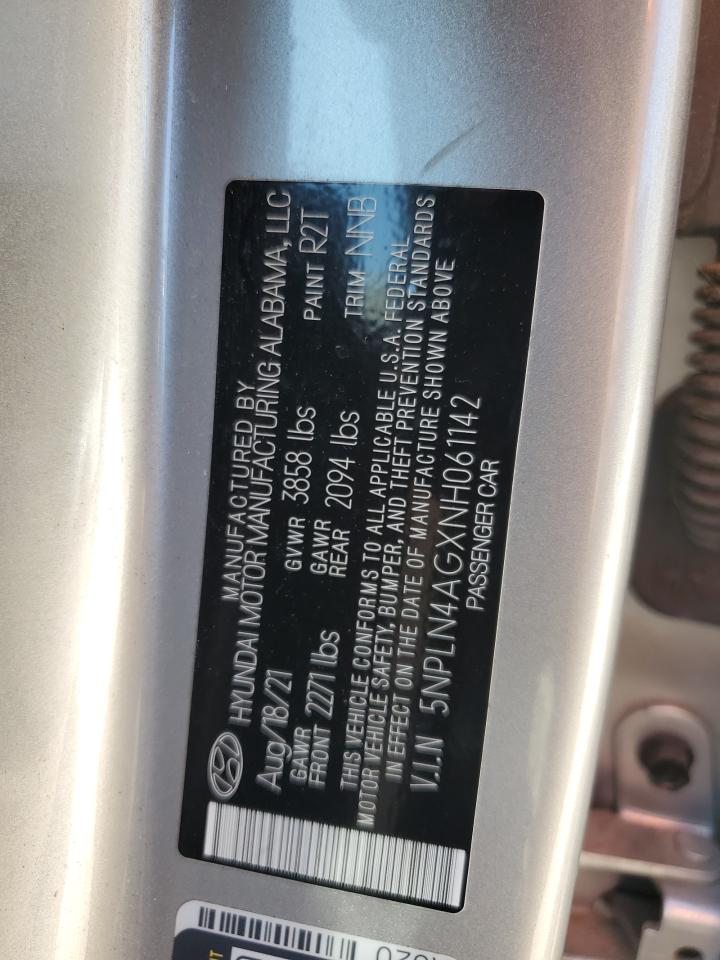 MANUFACTURED BY
HYUNDAI MOTOR MANUFACTURING ALABAMA, LLC
Aug/18/21 GVWR 3858 lbs PAINT R2T
GAWR FRONT 2271 lbs GAWR REAR 2094 lbs TRIM NNB
THIS VEHICLE CONFORMS TO ALL APPLICABLE U.S.A. FEDERAL
MOTOR VEHICLE SAFETY, BUMPER, AND THEFT PREVENTION STANDARDS
IN EFFECT ON THE DATE OF MANUFACTURE SHOWN ABOVE
V.I.N 5NPLN4AGXNH061142
PASSENGER CAR